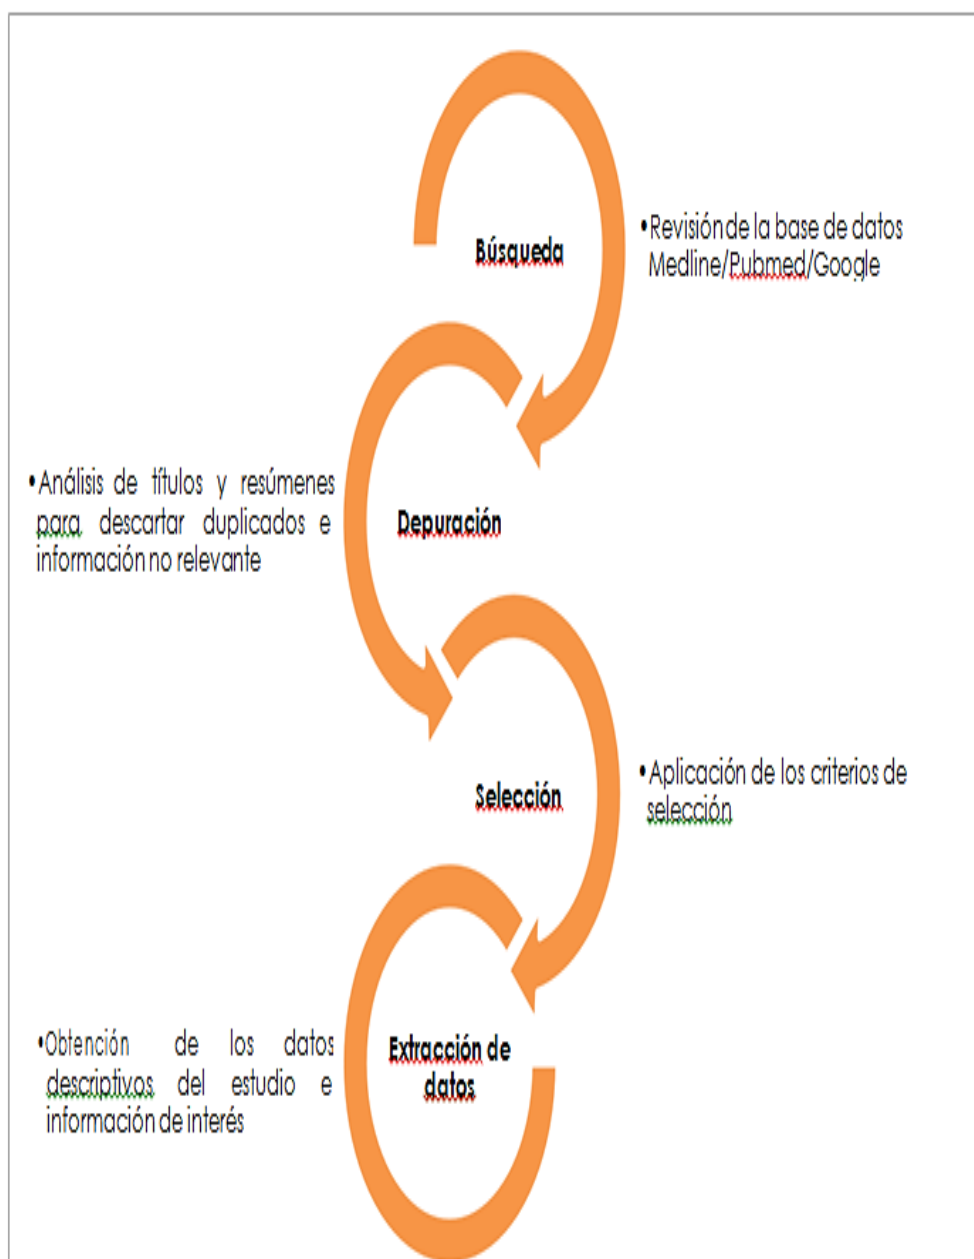 Búsqueda
•Revisión de la base de datos
Medline/Pubmed/Google
Depuración
•Análisis de títulos y resúmenes
para descartar duplicados e
información no relevante
Selección
•Aplicación de los criterios de
selección
Extracción de
datos
•Obtención de los datos
descriptivos del estudio e
información de interés